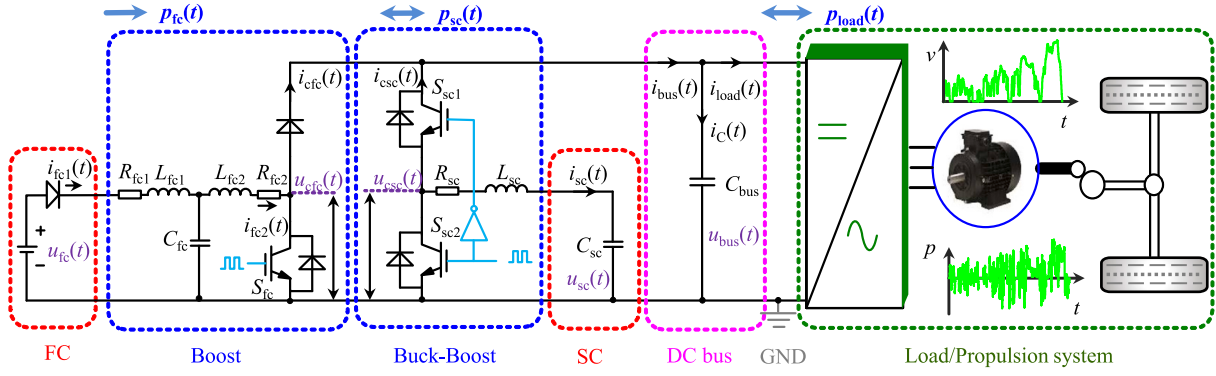 p_fc(t)
p_sc(t)
p_load(t)
i_cfc(t)
i_csc(t)
S_sc1
i_bus(t)
i_load(t)
i_C(t)
v
t
i_fc1(t)
R_fc1
L_fc1
L_fc2
R_fc2
u_cfc(t)
u_csc(t)
R_sc
L_sc
i_sc(t)
C_bus
+
u_fc(t)
-
C_fc
i_fc2(t)
S_fc
S_sc2
C_sc
u_sc(t)
u_bus(t)
p
t
FC
Boost
Buck-Boost
SC
DC bus
GND
Load/Propulsion system